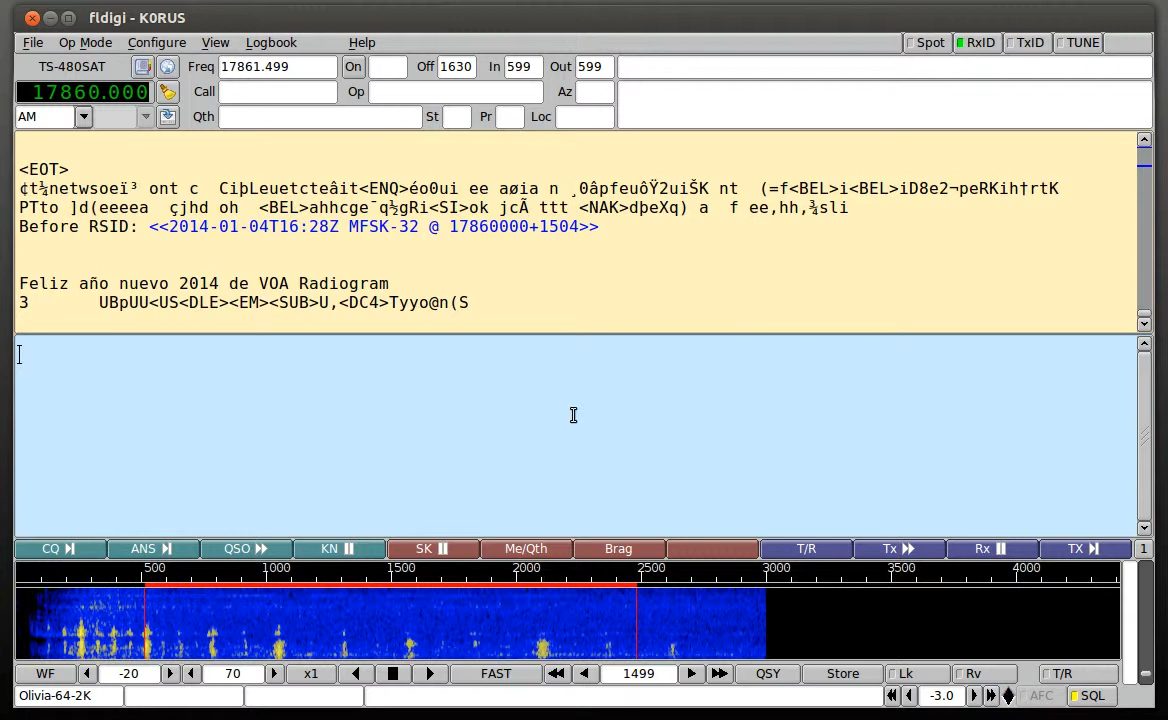 fldigi - K0RUS
File Op Mode Configure View Logbook Help Spot RxID TxID TUNE
TS-480SAT Freq 17861.499 On Off 1630 In 599 Out 599
17860.000 Call Op Az
AM Qth St Pr Loc
<EOT>
¢t¼netwsoeï³ ont c CiþLeuetcteâit<ENQ>éo0ui ee aøia n ¸0âpfeuôŸ2uiŠK nt (=f<BEL>i<BEL>iD8e2¬peRKih†rtK
PTto ]d(eeeea çjhd oh <BEL>ahhcge¯q½gRi<SI>ok jcÃ ttt <NAK>dþeXq) a f ee,hh,¾sli
Before RSID: <<2014-01-04T16:28Z MFSK-32 @ 17860000+1504>>
Feliz año nuevo 2014 de VOA Radiogram
3 UBpUU<US<DLE><EM><SUB>U,<DC4>Tyyo@n(S
CQ ANS QSO KN SK Me/Qth Brag T/R Tx Rx TX 1
500 1000 1500 2000 2500 3000 3500 4000
WF -20 70 x1 FAST 1499 QSY Store Lk Rv T/R
Olivia-64-2K -3.0 AFC SQL